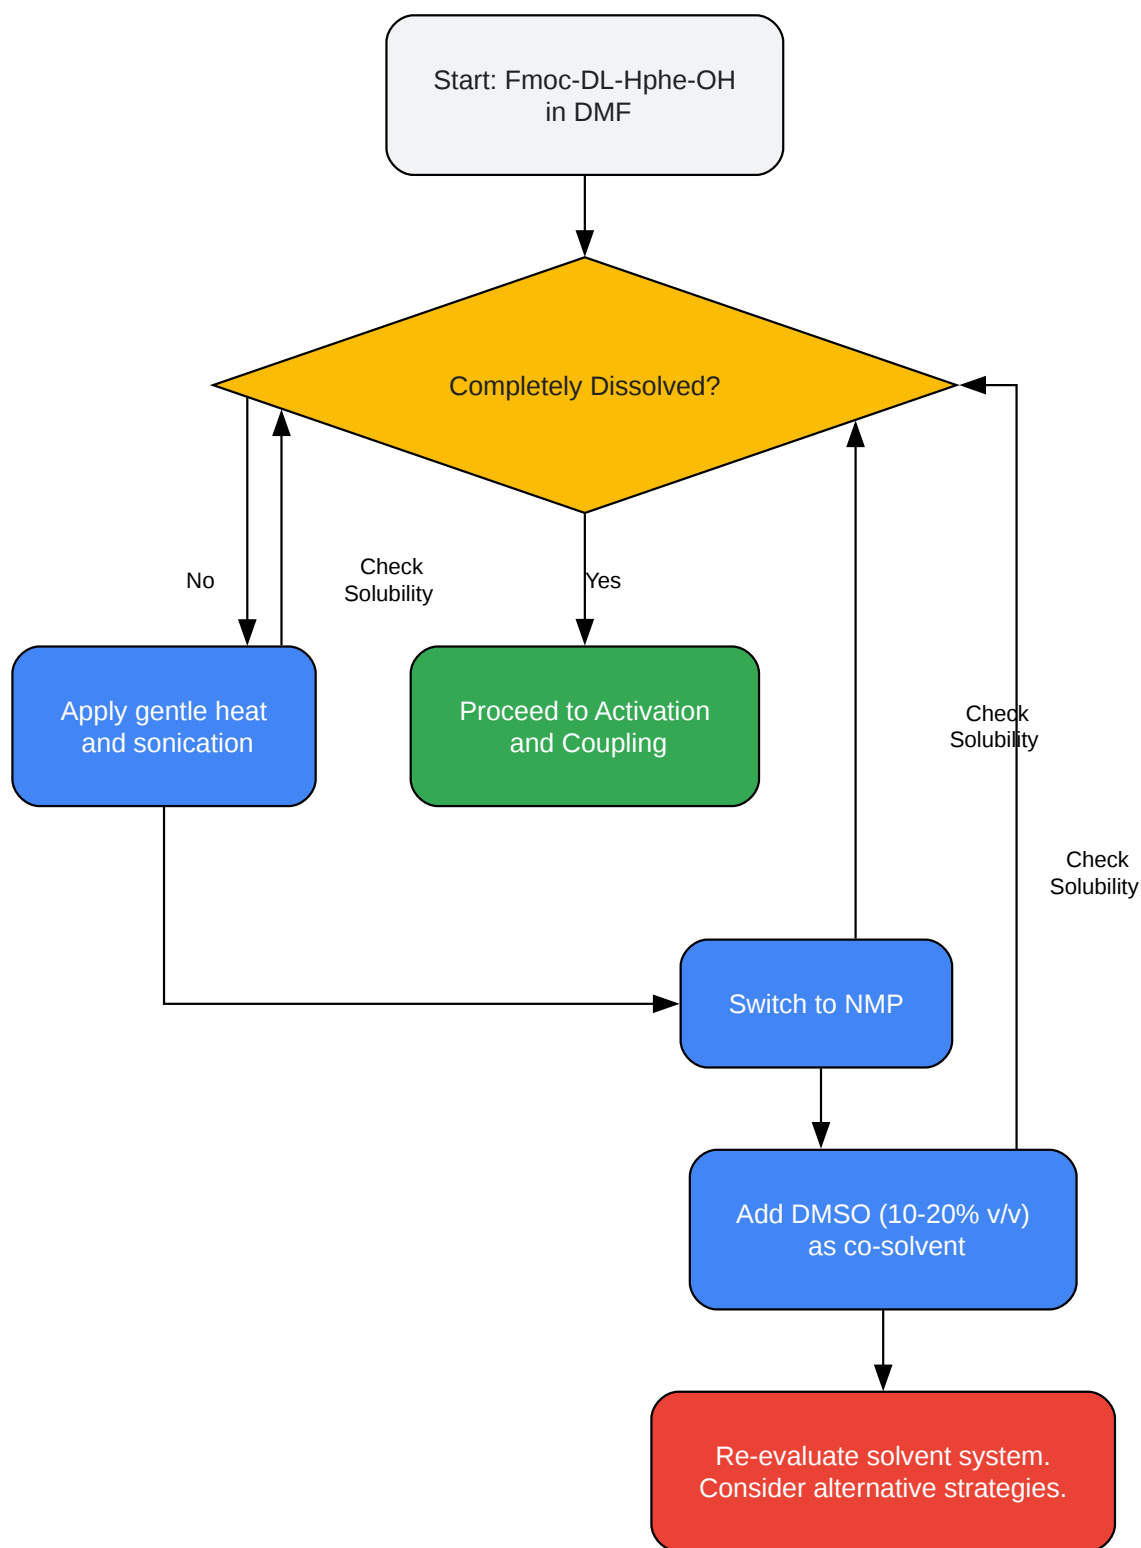 Start: Fmoc-DL-Hphe-OH
in DMF
Completely Dissolved?
No
Check
Solubility
Yes
Apply gentle heat
and sonication
Proceed to Activation
and Coupling
Check
Solubility
Check
Solubility
Switch to NMP
Add DMSO (10-20% v/v)
as co-solvent
Re-evaluate solvent system.
Consider alternative strategies.